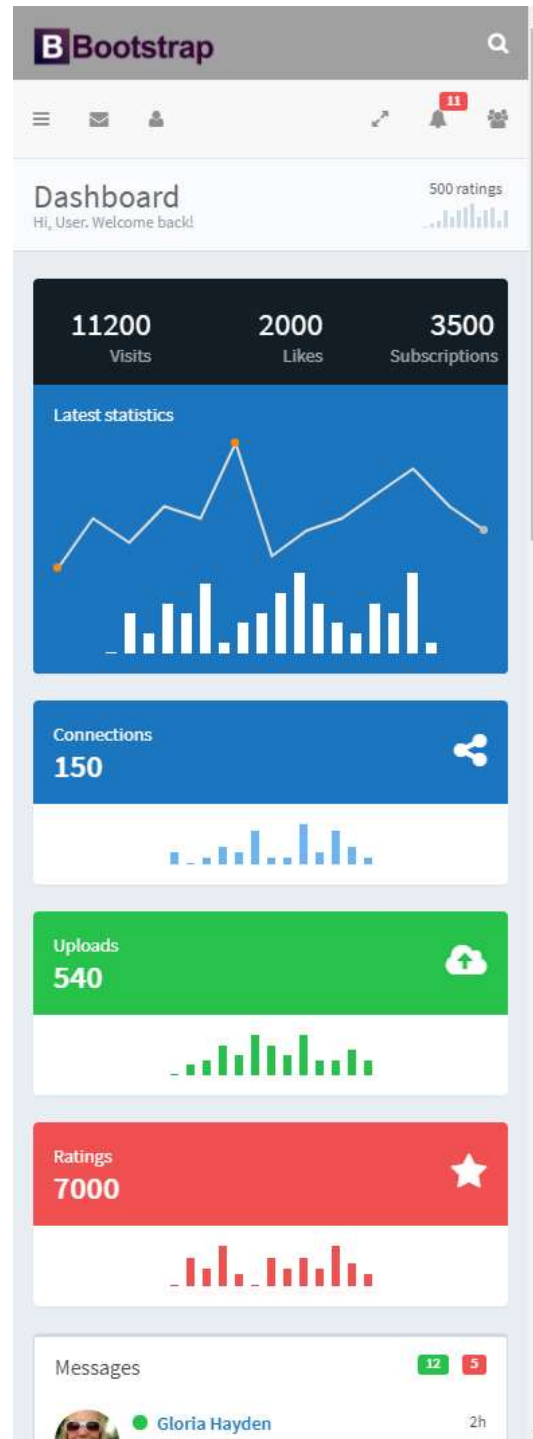 B Bootstrap
11
Dashboard
500 ratings
Hi, User. Welcome back!
11200 2000 3500
Visits Likes Subscriptions
Latest statistics
Connections
150
Uploads
540
Ratings
7000
Messages 12 5
Gloria Hayden 2h